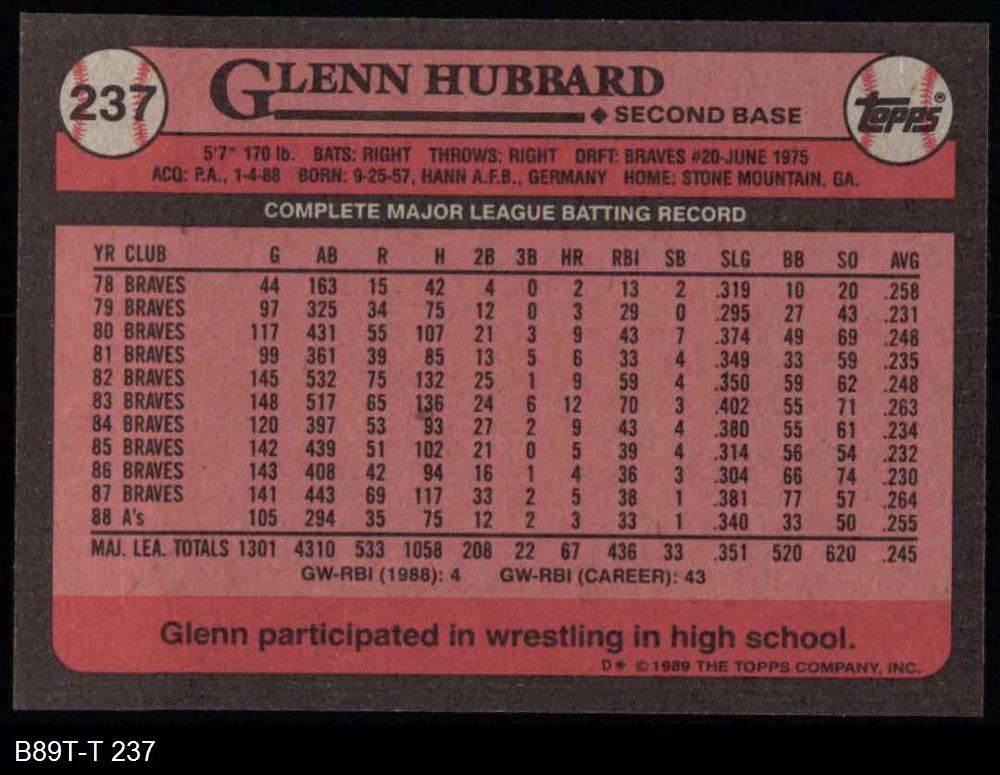 237
GLENN HUBBARD
◆ SECOND BASE
topps®
5'7" 170 lb. BATS: RIGHT THROWS: RIGHT DRFT: BRAVES #20-JUNE 1975
ACQ: P.A., 1-4-88 BORN: 9-25-57, HANN A.F.B., GERMANY HOME: STONE MOUNTAIN, GA.
COMPLETE MAJOR LEAGUE BATTING RECORD
YR CLUB G AB R H 2B 3B HR RBI SB SLG BB SO AVG
78 BRAVES 44 163 15 42 4 0 2 13 2 .319 10 20 .258
79 BRAVES 97 325 34 75 12 0 3 29 0 .295 27 43 .231
80 BRAVES 117 431 55 107 21 3 9 43 7 .374 49 69 .248
81 BRAVES 99 361 39 85 13 5 6 33 4 .349 33 59 .235
82 BRAVES 145 532 75 132 25 1 9 59 4 .350 59 62 .248
83 BRAVES 148 517 65 136 24 6 12 70 3 .402 55 71 .263
84 BRAVES 120 397 53 93 27 2 9 43 4 .380 55 61 .234
85 BRAVES 142 439 51 102 21 0 5 39 4 .314 56 54 .232
86 BRAVES 143 408 42 94 16 1 4 36 3 .304 66 74 .230
87 BRAVES 141 443 69 117 33 2 5 38 1 .381 77 57 .264
88 A's 105 294 35 75 12 2 3 33 1 .340 33 50 .255
MAJ. LEA. TOTALS 1301 4310 533 1058 208 22 67 436 33 .351 520 620 .245
GW-RBI (1988): 4 GW-RBI (CAREER): 43
Glenn participated in wrestling in high school.
D* © 1989 THE TOPPS COMPANY, INC.
B89T-T 237